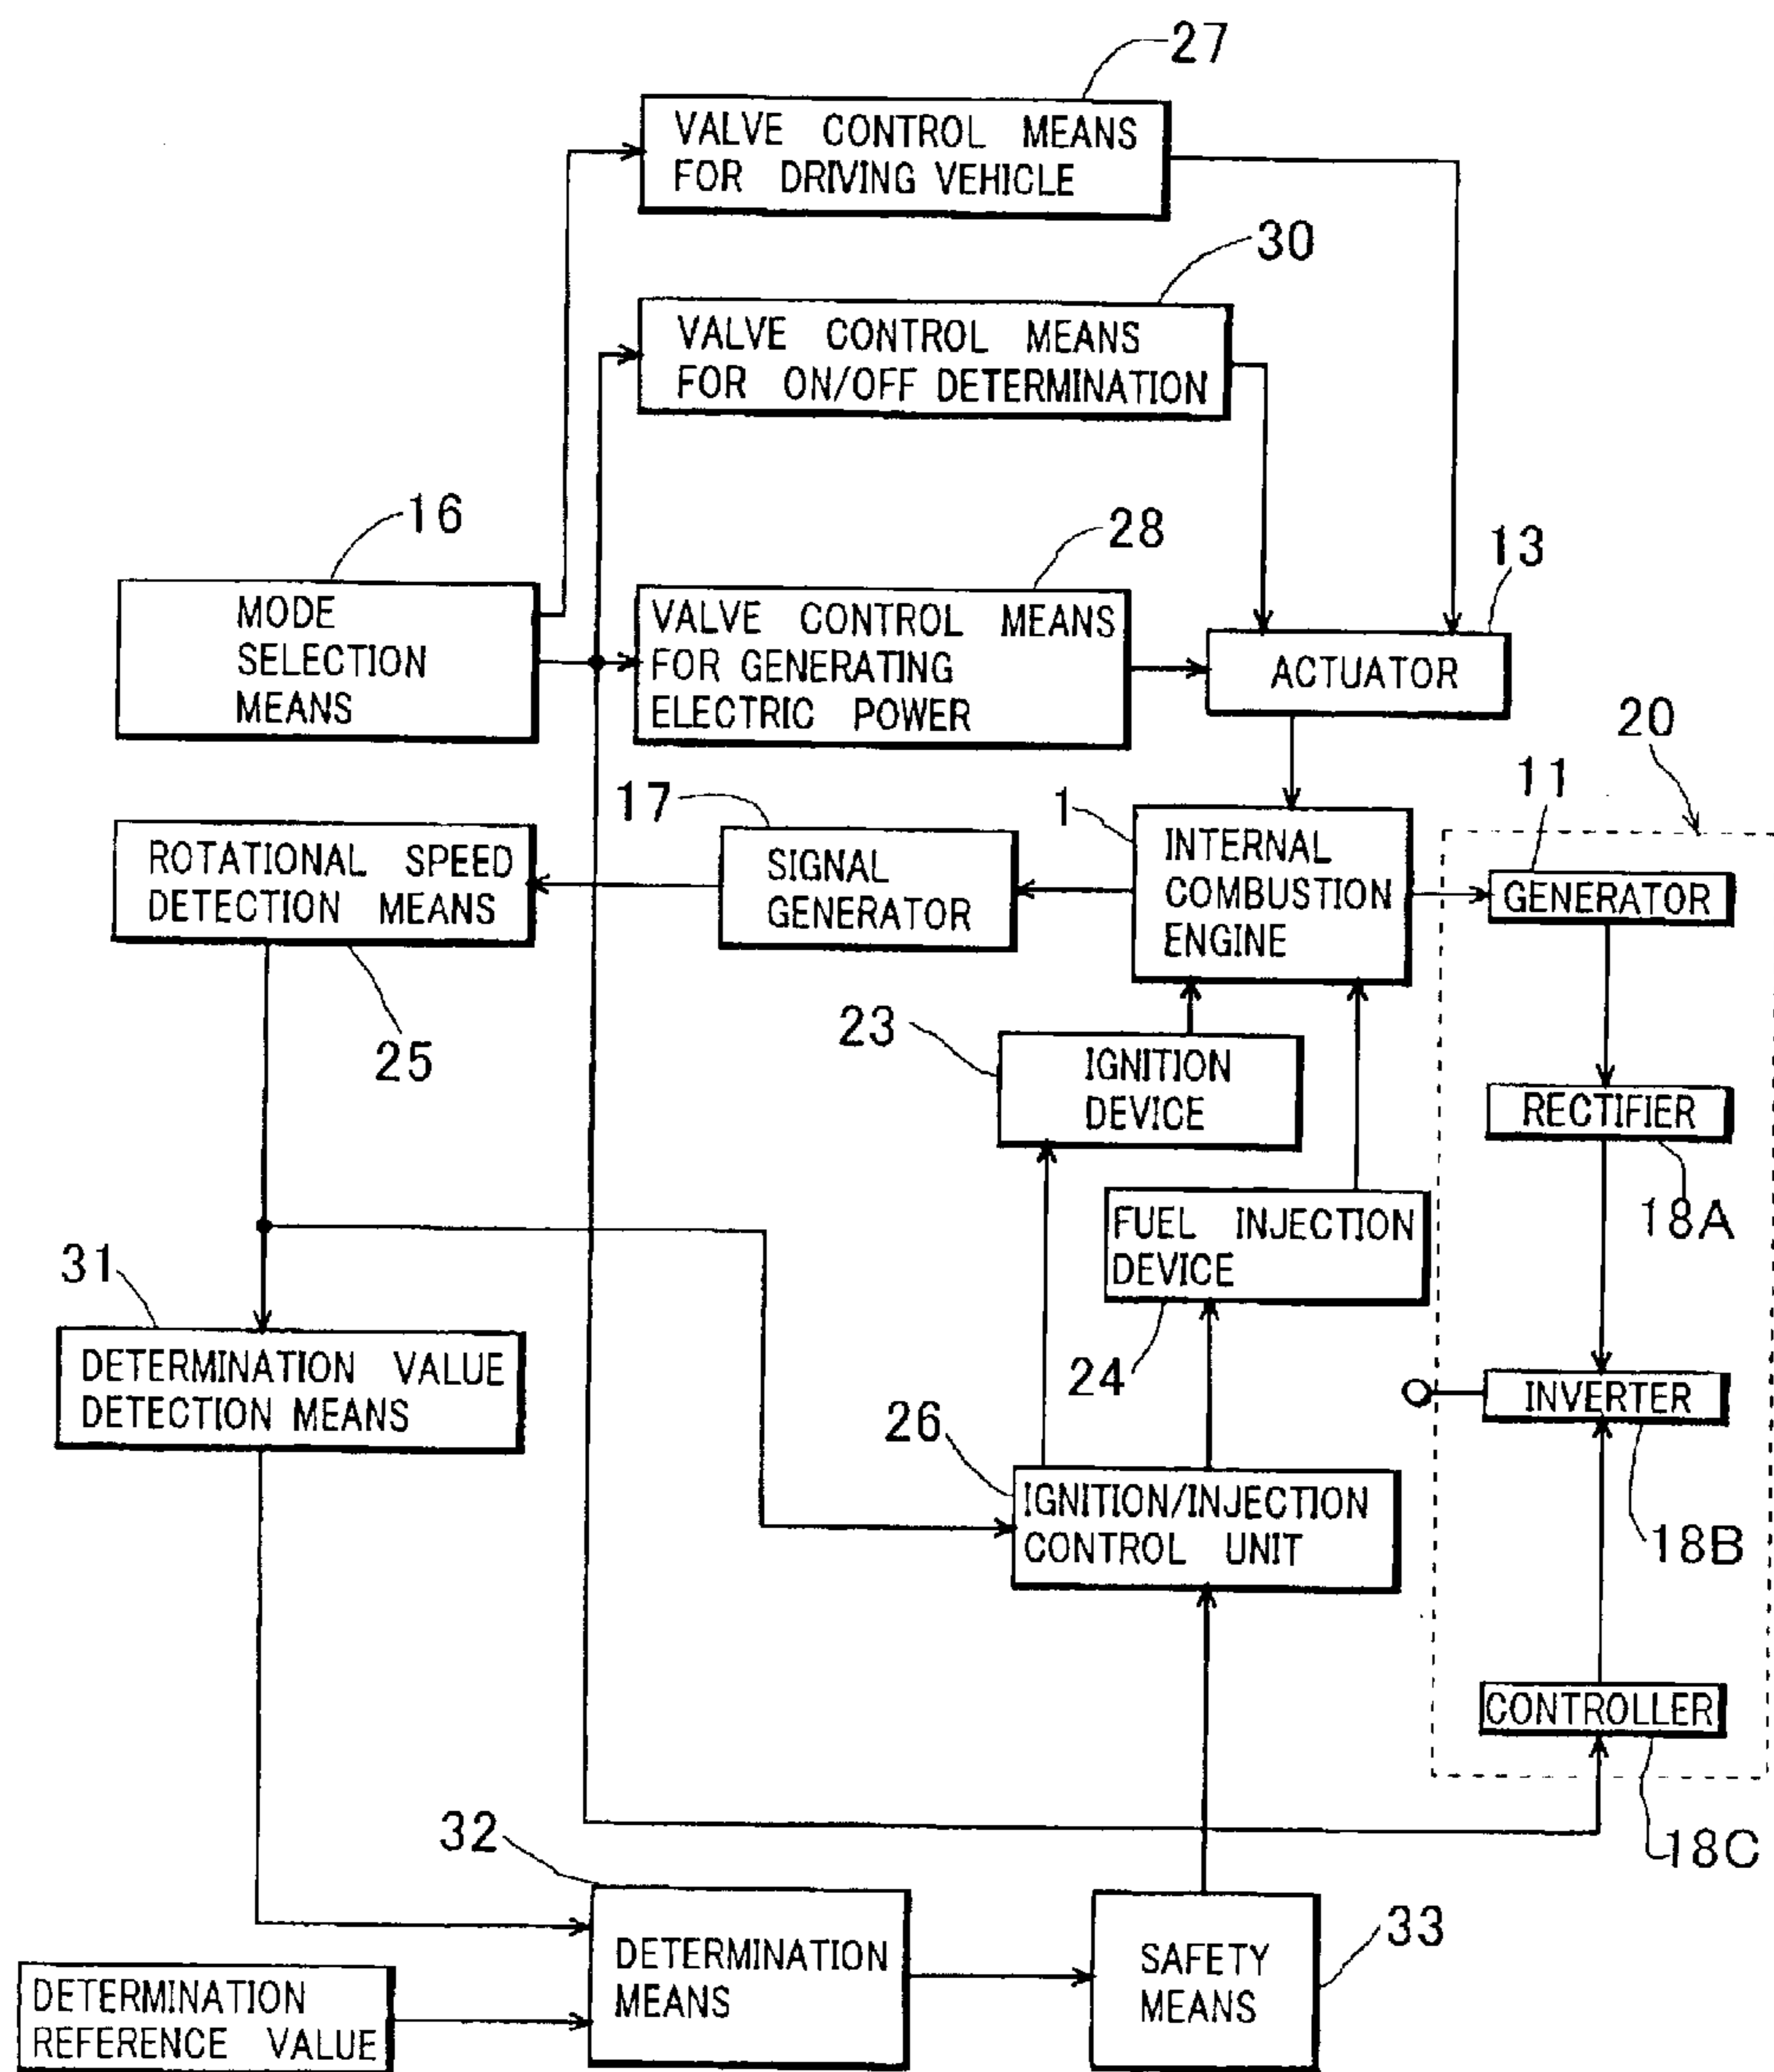 27
VALVE CONTROL MEANS
FOR DRIVING VEHICLE
30
VALVE CONTROL MEANS
FOR ON/OFF DETERMINATION
16
MODE
SELECTION
MEANS
28
VALVE CONTROL MEANS
FOR GENERATING
ELECTRIC POWER
13
ACTUATOR
20
ROTATIONAL SPEED
DETECTION MEANS
25
17
SIGNAL
GENERATOR
1
INTERNAL
COMBUSTION
ENGINE
11
GENERATOR
23
IGNITION
DEVICE
RECTIFIER
18A
31
DETERMINATION VALUE
DETECTION MEANS
FUEL INJECTION
DEVICE
24
INVERTER
18B
26
IGNITION/INJECTION
CONTROL UNIT
CONTROLLER
18C
32
DETERMINATION
MEANS
33
SAFETY
MEANS
DETERMINATION
REFERENCE VALUE